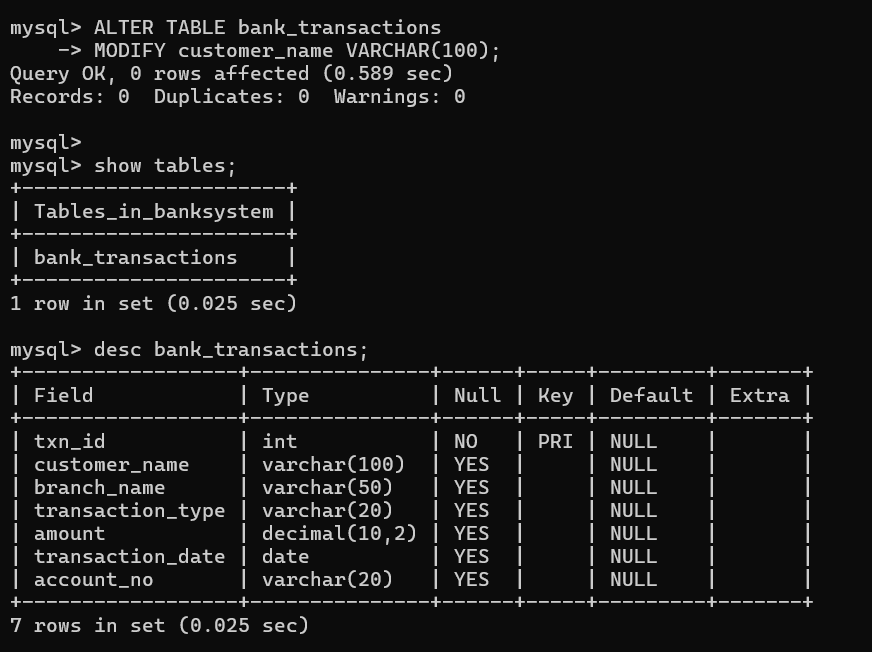 mysql> ALTER TABLE bank_transactions
    -> MODIFY customer_name VARCHAR(100);
Query OK, 0 rows affected (0.589 sec)
Records: 0  Duplicates: 0  Warnings: 0

mysql>
mysql> show tables;
+----------------------+
| Tables_in_banksystem |
+----------------------+
| bank_transactions    |
+----------------------+
1 row in set (0.025 sec)

mysql> desc bank_transactions;
+------------------+---------------+------+-----+---------+-------+
| Field            | Type          | Null | Key | Default | Extra |
+------------------+---------------+------+-----+---------+-------+
| txn_id           | int           | NO   | PRI | NULL    |       |
| customer_name    | varchar(100)  | YES  |     | NULL    |       |
| branch_name      | varchar(50)   | YES  |     | NULL    |       |
| transaction_type | varchar(20)   | YES  |     | NULL    |       |
| amount           | decimal(10,2) | YES  |     | NULL    |       |
| transaction_date | date          | YES  |     | NULL    |       |
| account_no       | varchar(20)   | YES  |     | NULL    |       |
+------------------+---------------+------+-----+---------+-------+
7 rows in set (0.025 sec)